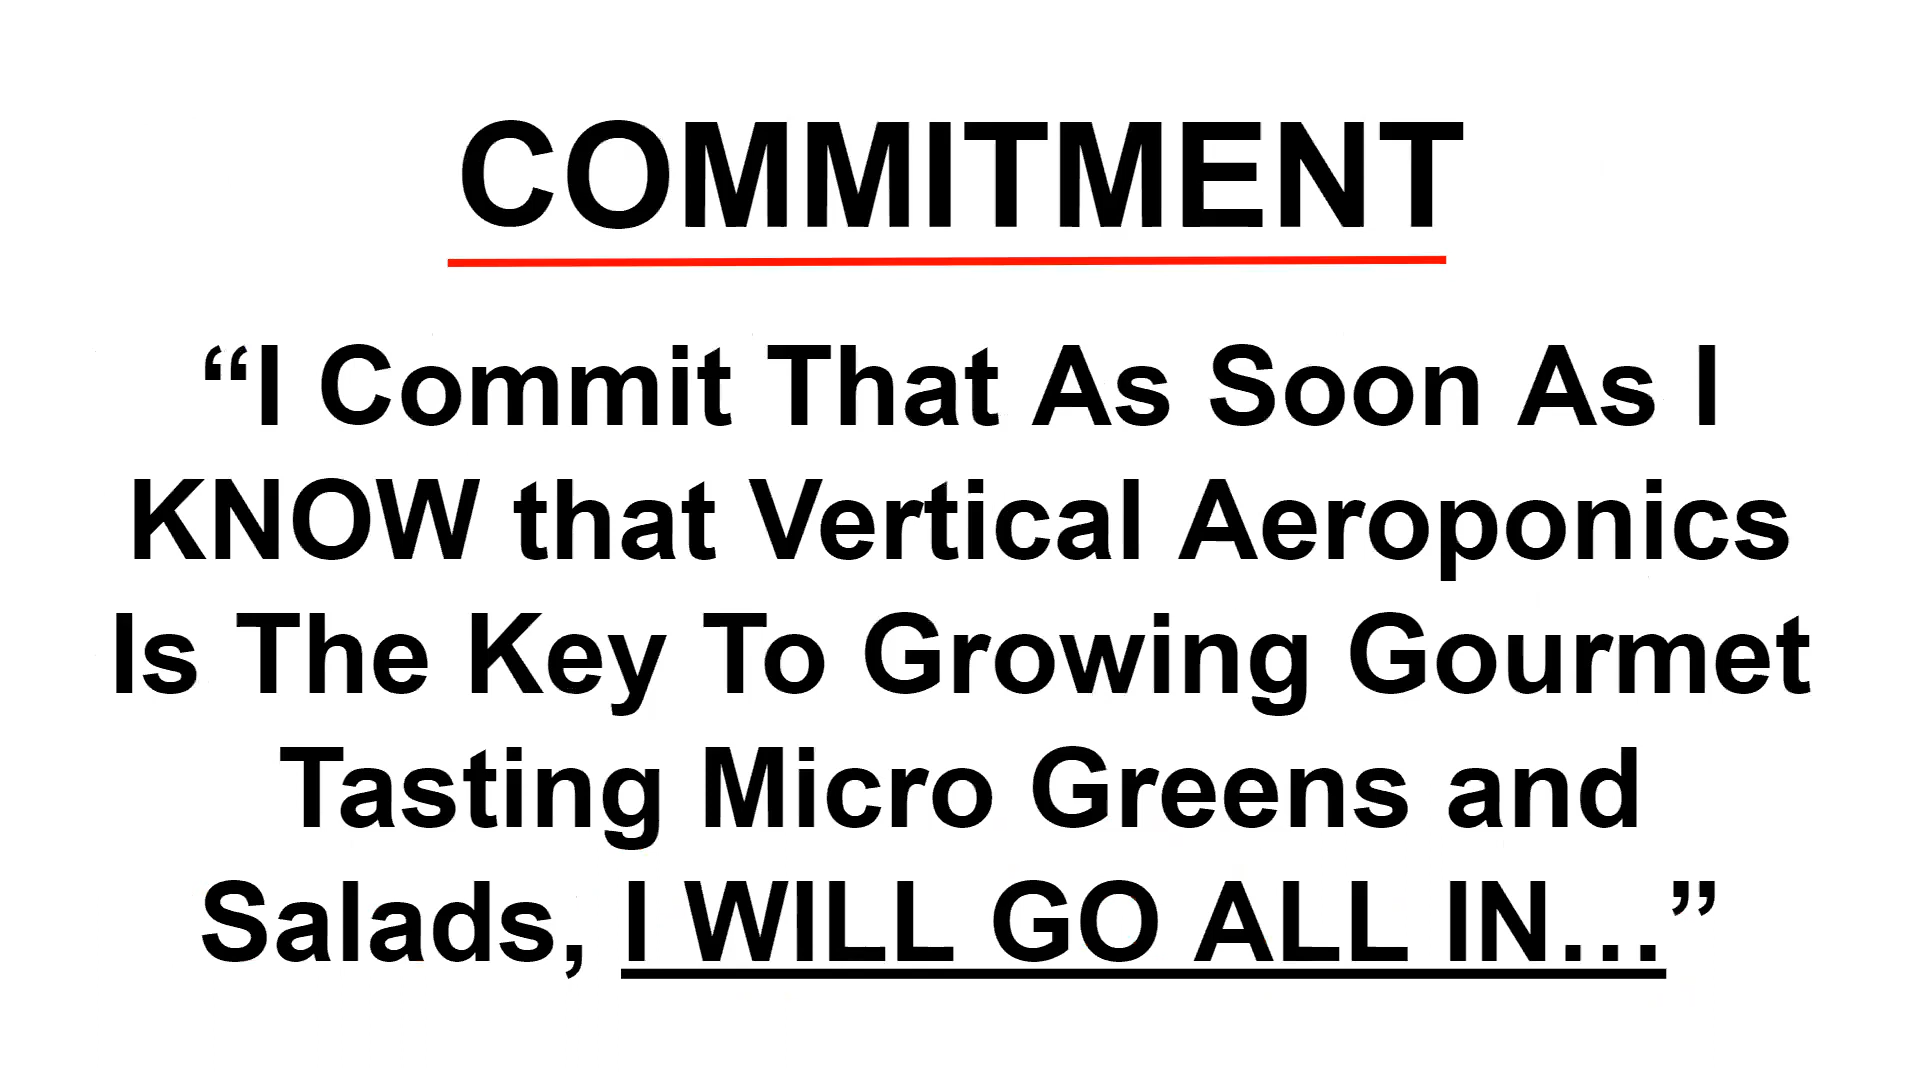 COMMITMENT
“I Commit That As Soon As I
KNOW that Vertical Aeroponics
Is The Key To Growing Gourmet
Tasting Micro Greens and
Salads, I WILL GO ALL IN…”